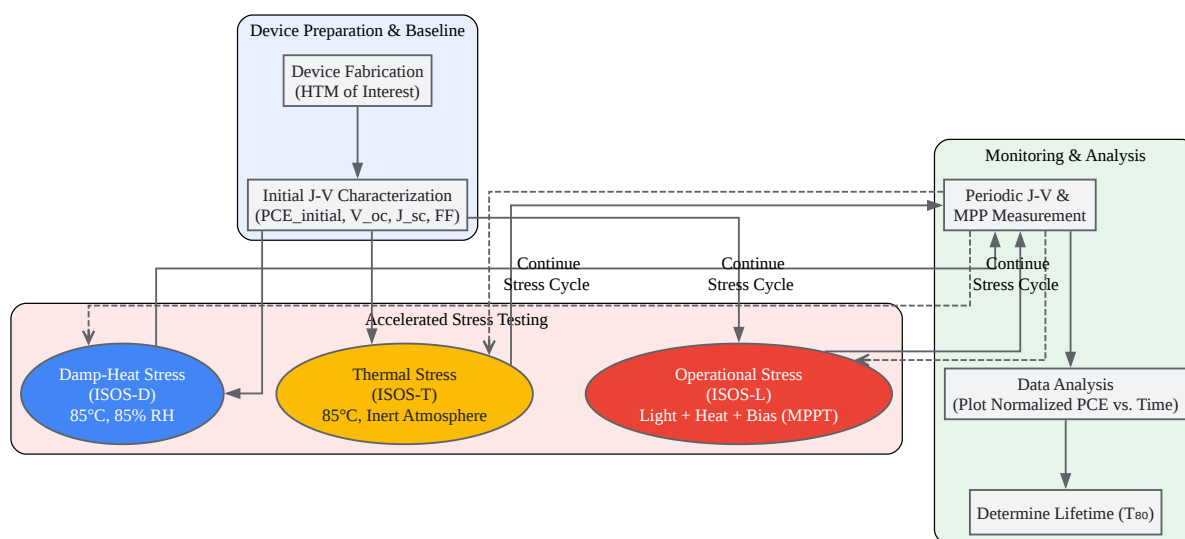 Device Preparation & Baseline
Device Fabrication
(HTM of Interest)
Initial J-V Characterization
(PCE_initial, V_oc, J_sc, FF)
Monitoring & Analysis
Periodic J-V &
MPP Measurement
Continue
Stress Cycle
Continue
Stress Cycle
Continue
Stress Cycle
Accelerated Stress Testing
Damp-Heat Stress
(ISOS-D)
85°C, 85% RH
Thermal Stress
(ISOS-T)
85°C, Inert Atmosphere
Operational Stress
(ISOS-L)
Light + Heat + Bias (MPPT)
Data Analysis
(Plot Normalized PCE vs. Time)
Determine Lifetime (T₈₀)